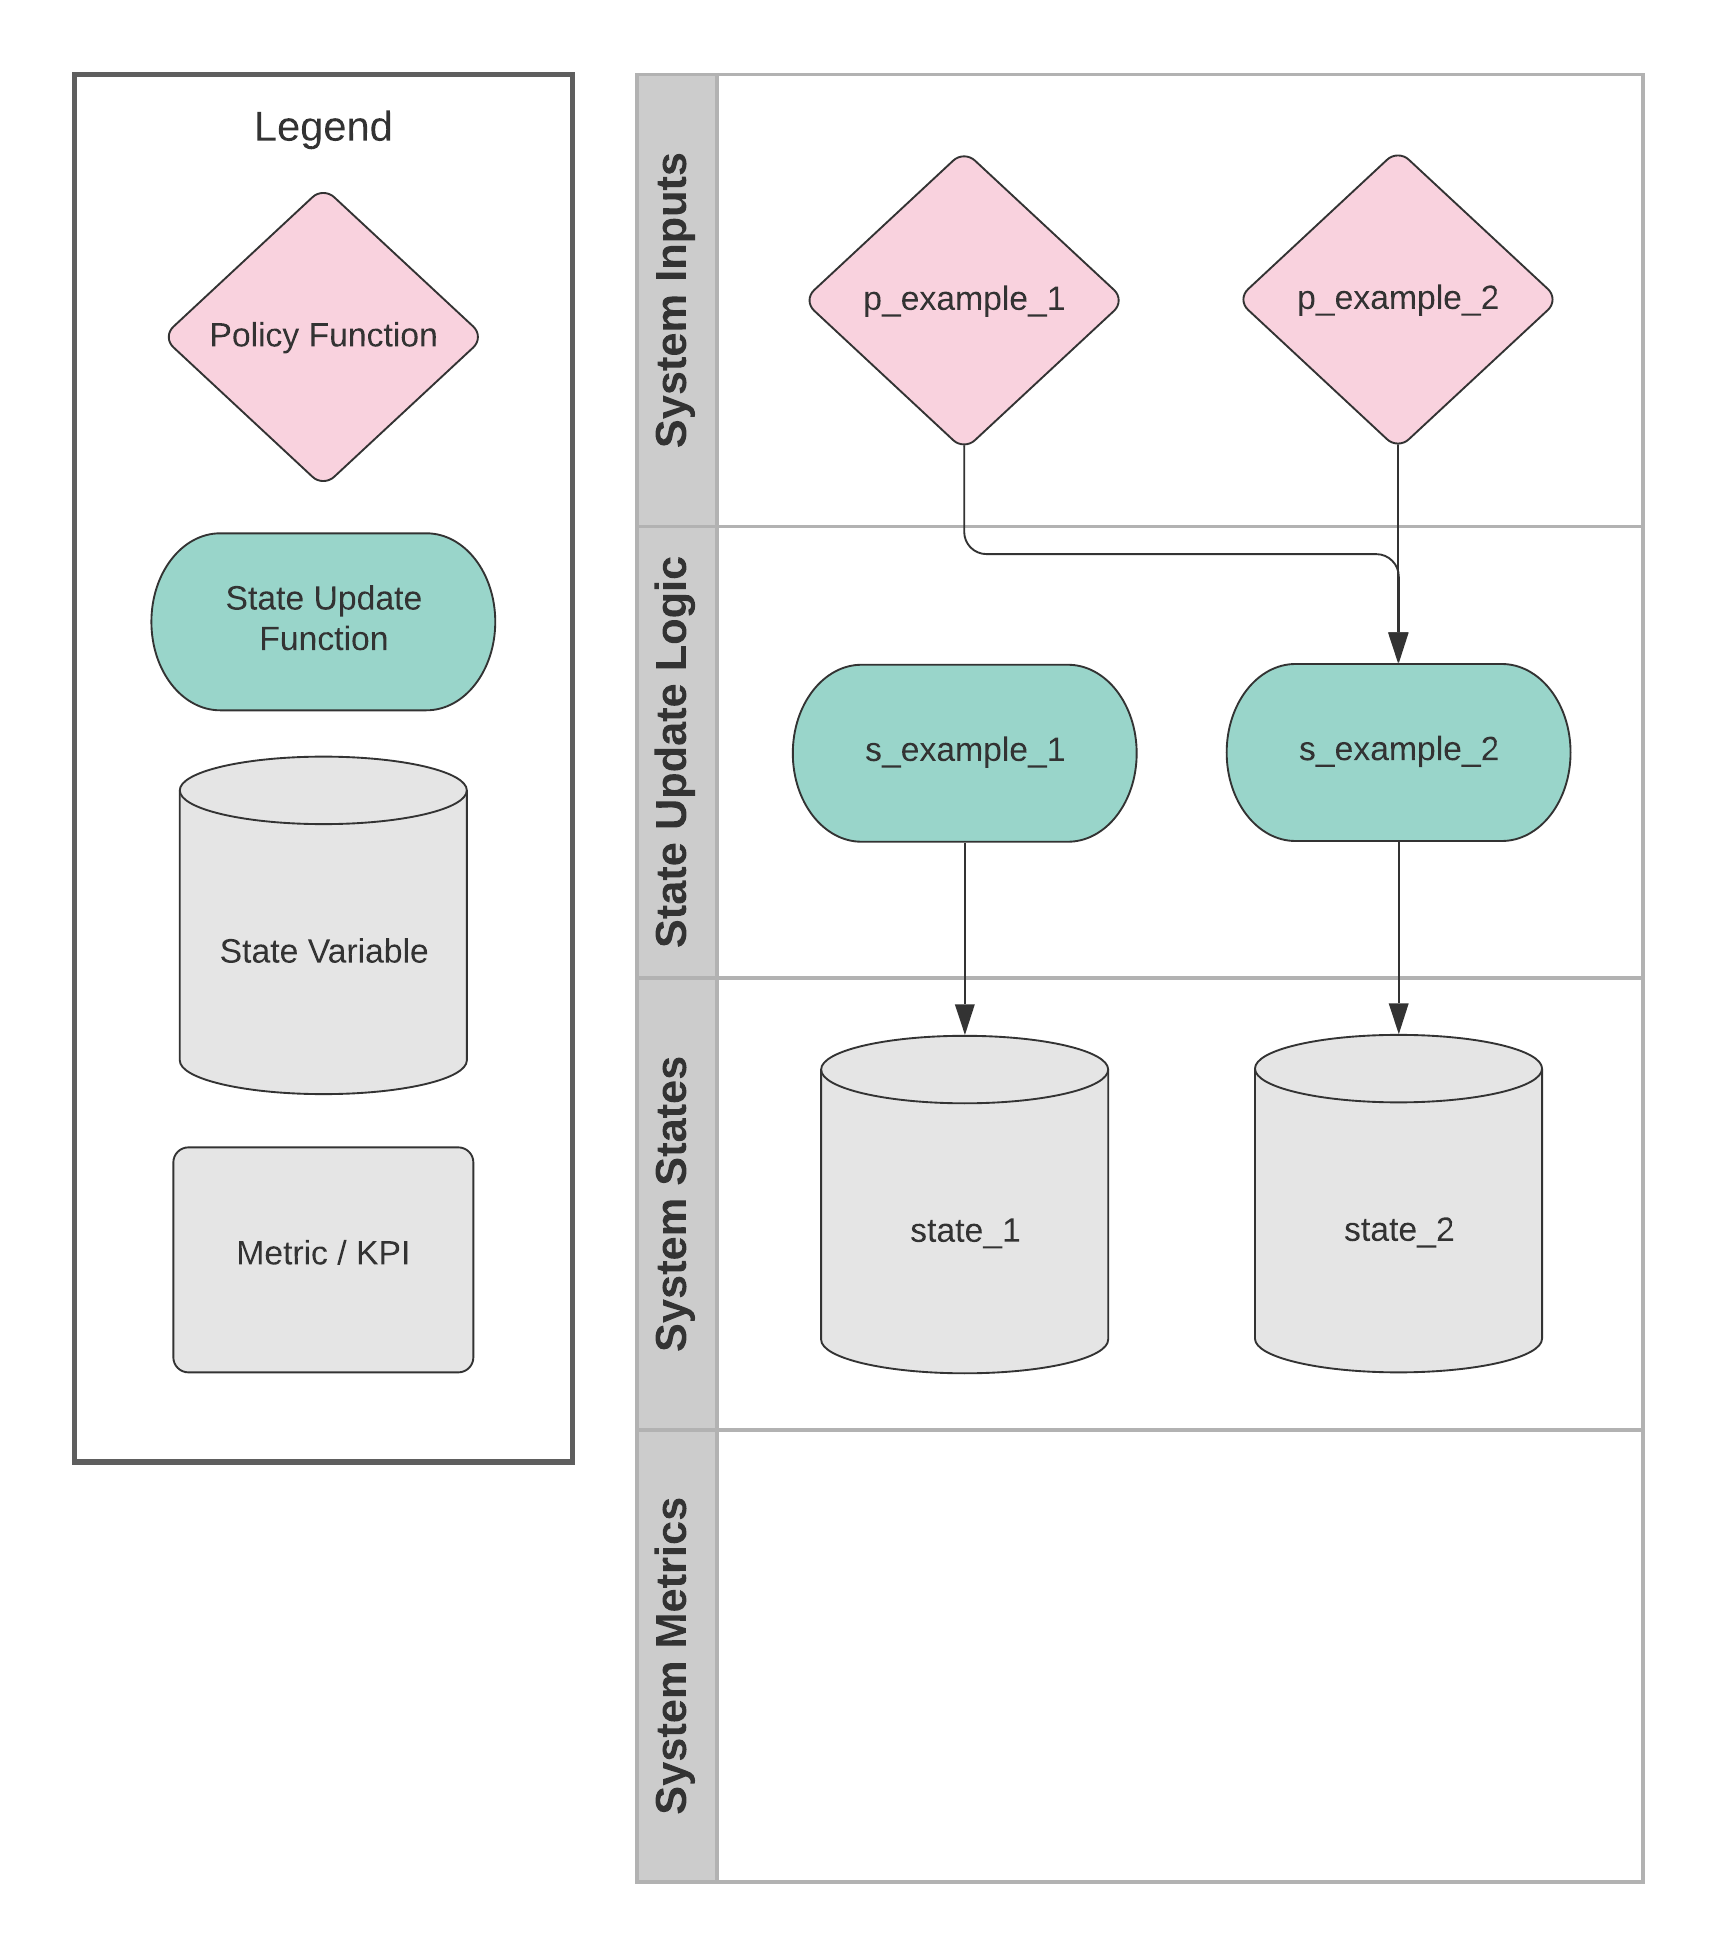 Legend
Policy Function
State Update
Function
State Variable
Metric / KPI
System Inputs
p_example_1
p_example_2
State Update Logic
s_example_1
s_example_2
System States
state_1
state_2
System Metrics